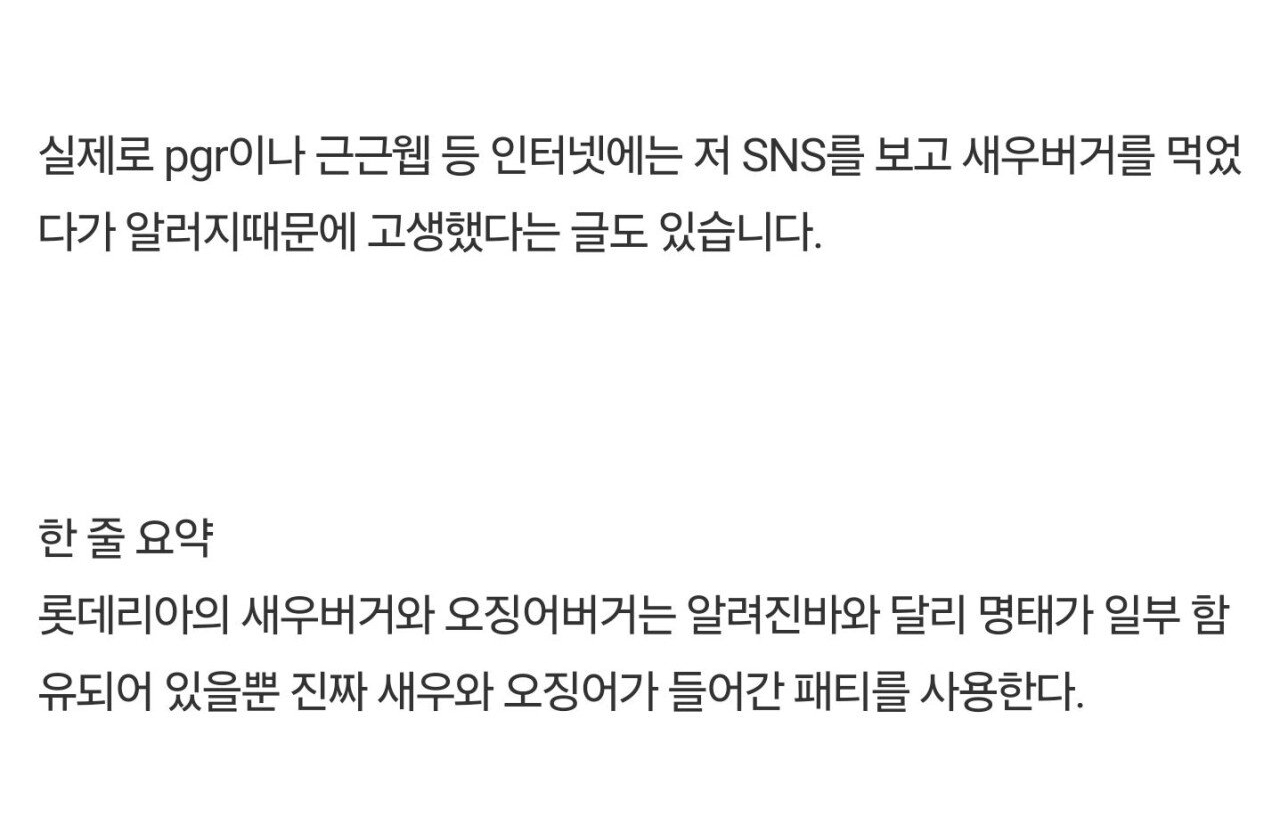 실제로 pgr이나 근근웹 등 인터넷에는 저 SNS를 보고 새우버거를 먹었
다가 알러지때문에 고생했다는 글도 있습니다.
한 줄 요약
롯데리아의 새우버거와 오징어버거는 알려진바와 달리 명태가 일부 함
유되어 있을뿐 진짜 새우와 오징어가 들어간 패티를 사용한다.